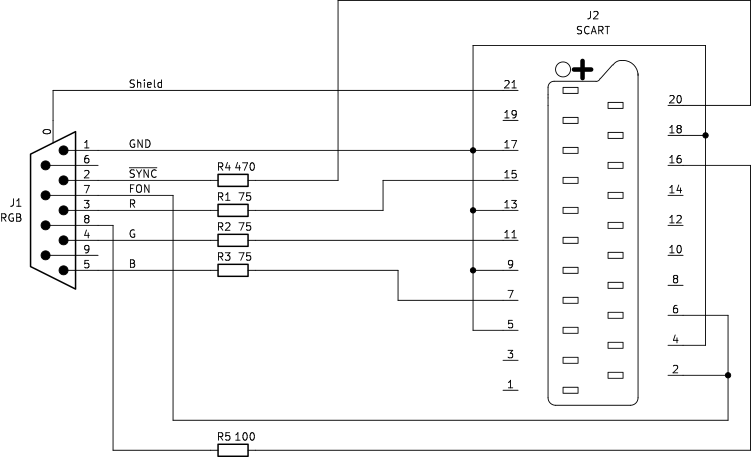 J2
SCART
Shield
21
20
0
19
18
1
GND
17
6
16
2
SYNC
R4 470
15
7
FON
14
J1
RGB
3
R
R1 75
13
8
12
4
G
R2 75
11
9
10
5
B
R3 75
9
8
7
6
5
4
3
2
1
R5 100